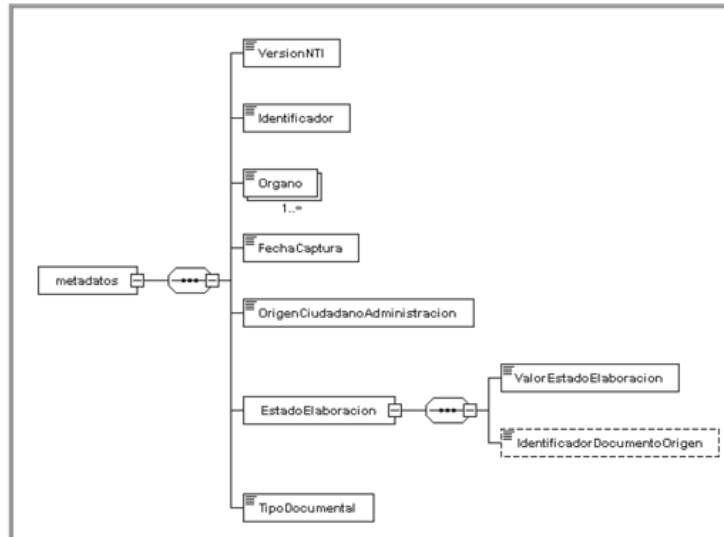 VersionNTI
Identificador
Organo
1..∞
FechaCaptura
metadatos
OrigenCiudadanoAdministracion
ValorEstadoElaboracion
EstadoElaboracion
IdentificadorDocumentoOrigen
TipoDocumental